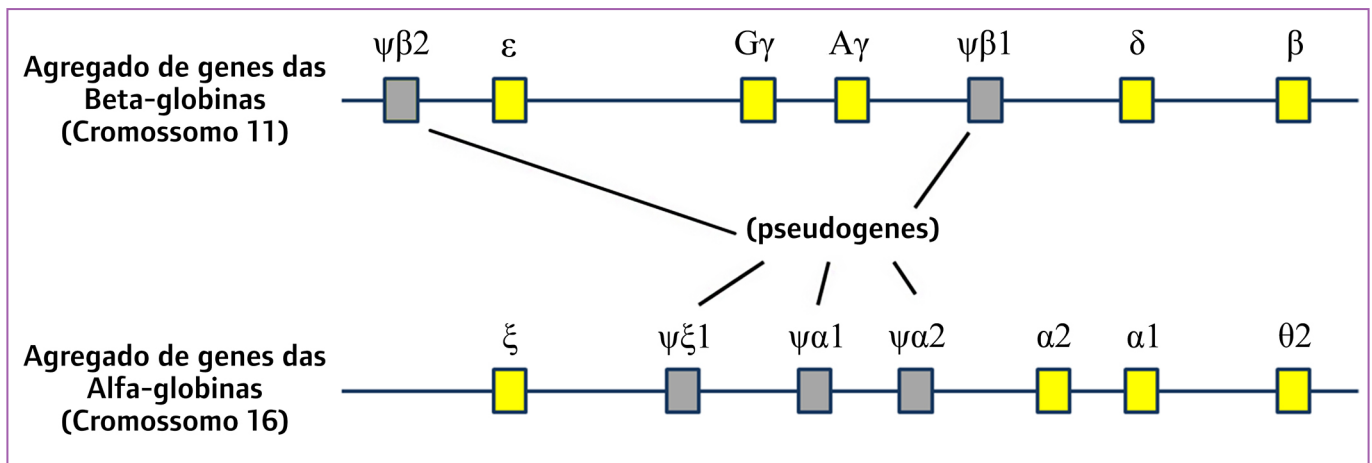 ψβ2 ε Gγ Aγ ψβ1 δ β
Agregado de genes das
Beta-globinas
(Cromossomo 11)
(pseudogenes)
ξ ψξ1 ψα1 ψα2 α2 α1 θ2
Agregado de genes das
Alfa-globinas
(Cromossomo 16)